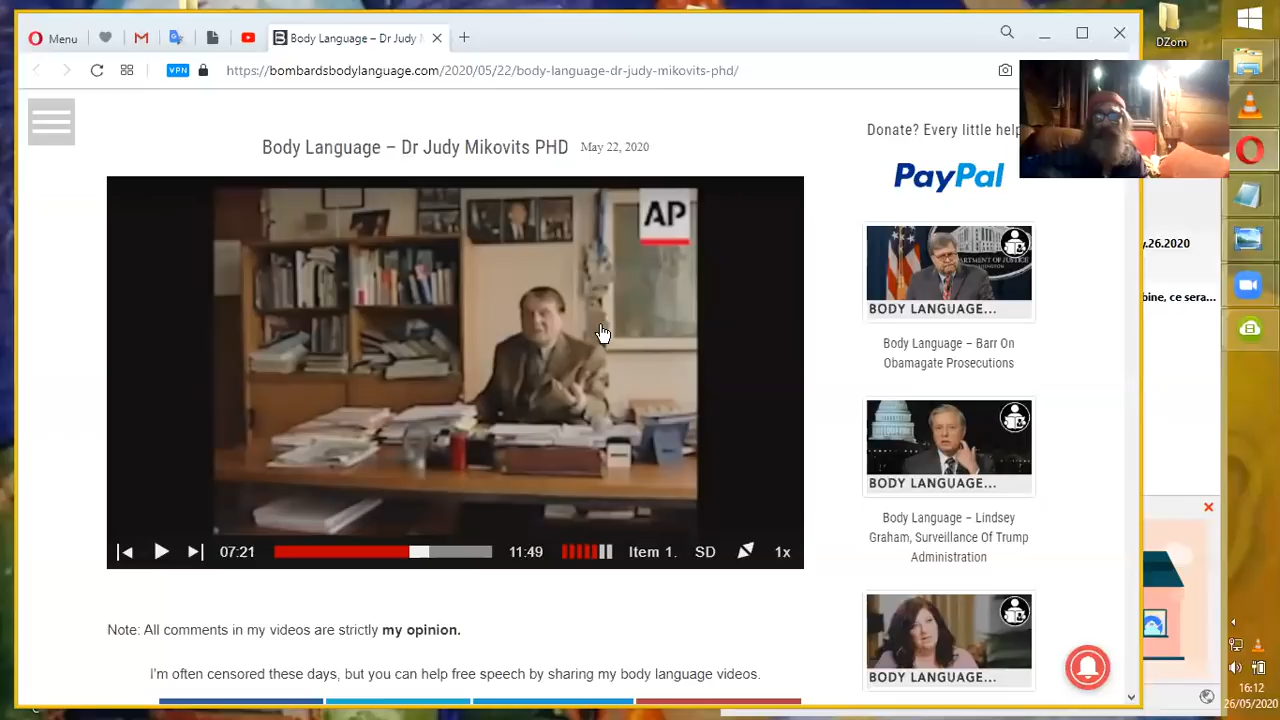 Menu
Body Language – Dr Judy M
https://bombardsbodylanguage.com/2020/05/22/body-language-dr-judy-mikovits-phd/
VPN
DZom
Body Language – Dr Judy Mikovits PHD May 22, 2020
Donate? Every little help
PayPal
AP
DEPARTMENT OF JUSTICE
BODY LANGUAGE...
Body Language – Barr On
Obamagate Prosecutions
BODY LANGUAGE...
Body Language – Lindsey
Graham, Surveillance Of Trump
Administration
BODY LANGUAGE...
07:21
11:49
Item 1.
SD
1x
Note: All comments in my videos are strictly my opinion.
I'm often censored these days, but you can help free speech by sharing my body language videos.
y.26.2020
bine, ce sera...
16:12
26/05/2020